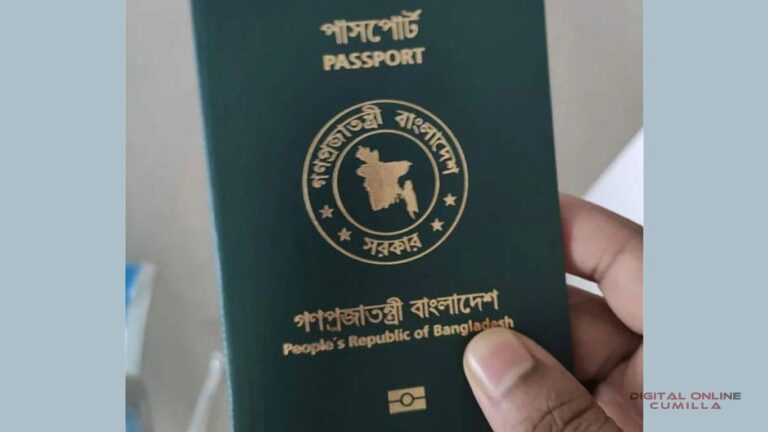 পাসপোর্ট
PASSPORT
গণপ্রজাতন্ত্রী বাংলাদেশ
সরকার
গণপ্রজাতন্ত্রী বাংলাদেশ
People's Republic of Bangladesh
DIGITAL ONLINE
CUMILLA